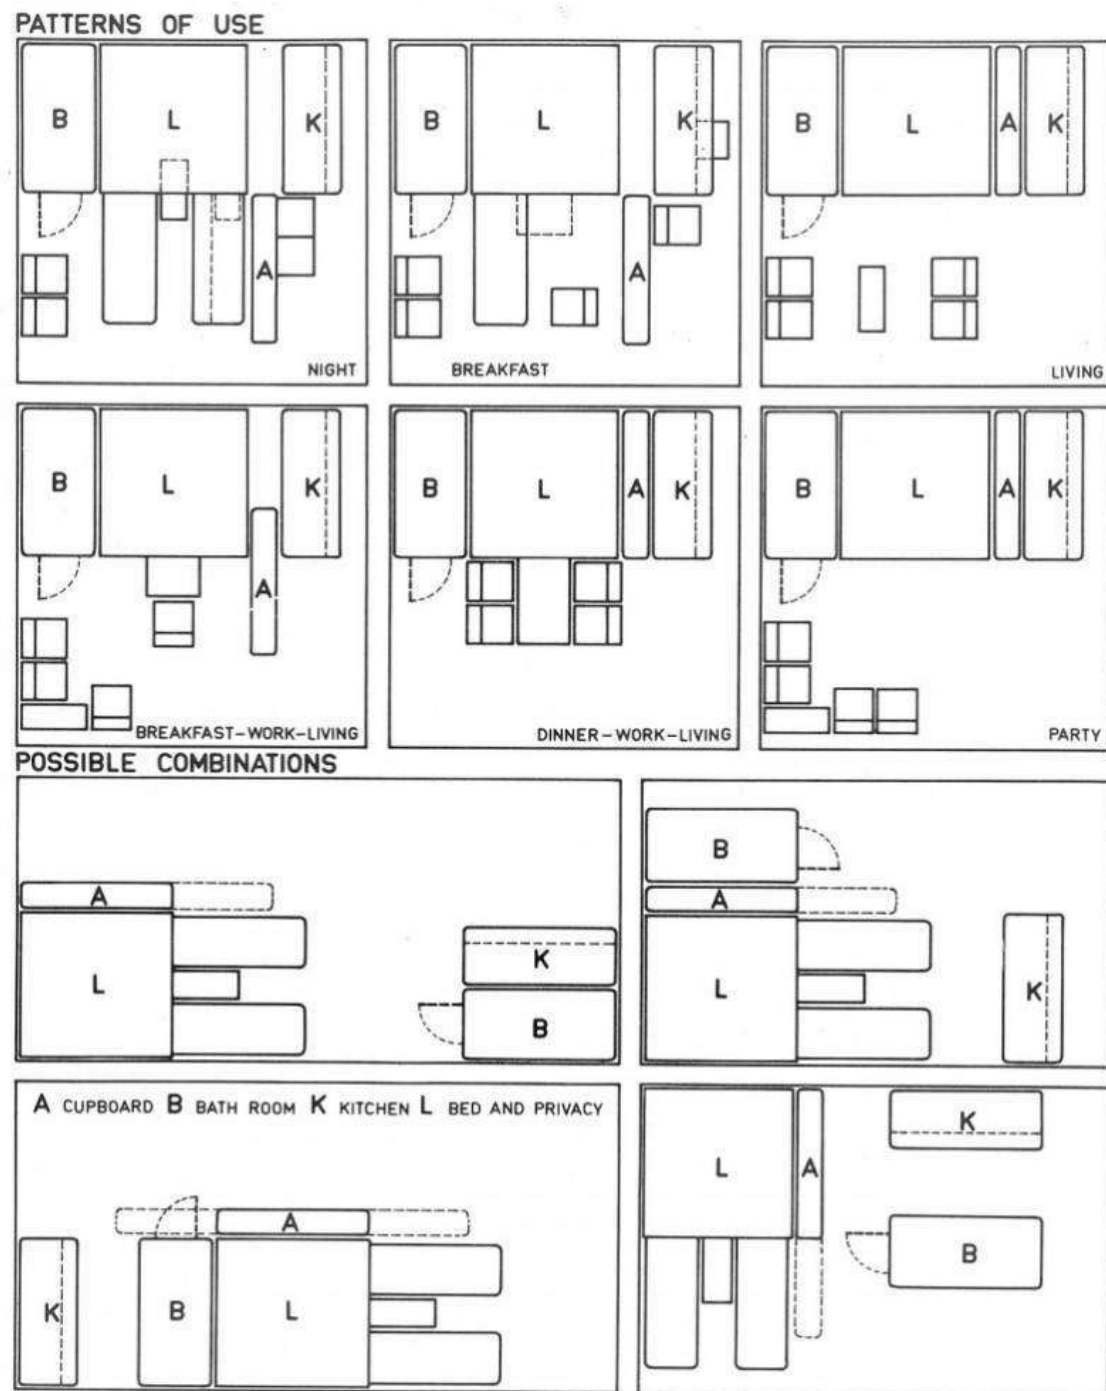 PATTERNS OF USE
B L K A
NIGHT
B L K A
BREAKFAST
B L A K
LIVING
B L K A
BREAKFAST-WORK-LIVING
B L A K
DINNER-WORK-LIVING
B L A K
PARTY
POSSIBLE COMBINATIONS
A
L
K
B
B
A
L
K
A CUPBOARD B BATH ROOM K KITCHEN L BED AND PRIVACY
A
K B L
L A K
B